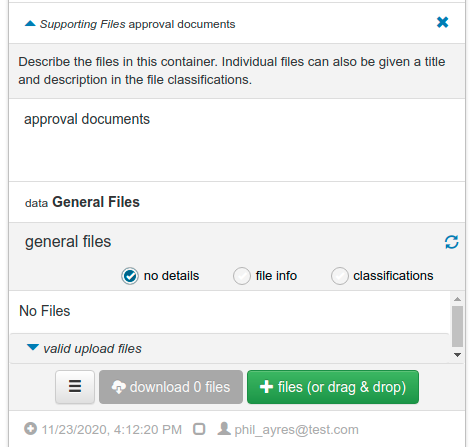 Supporting Files approval documents
Describe the files in this container. Individual files can also be given a title
and description in the file classifications.
approval documents
data General Files
general files
no details file info classifications
No Files
valid upload files
download 0 files + files (or drag & drop)
11/23/2020, 4:12:20 PM phil_ayres@test.com